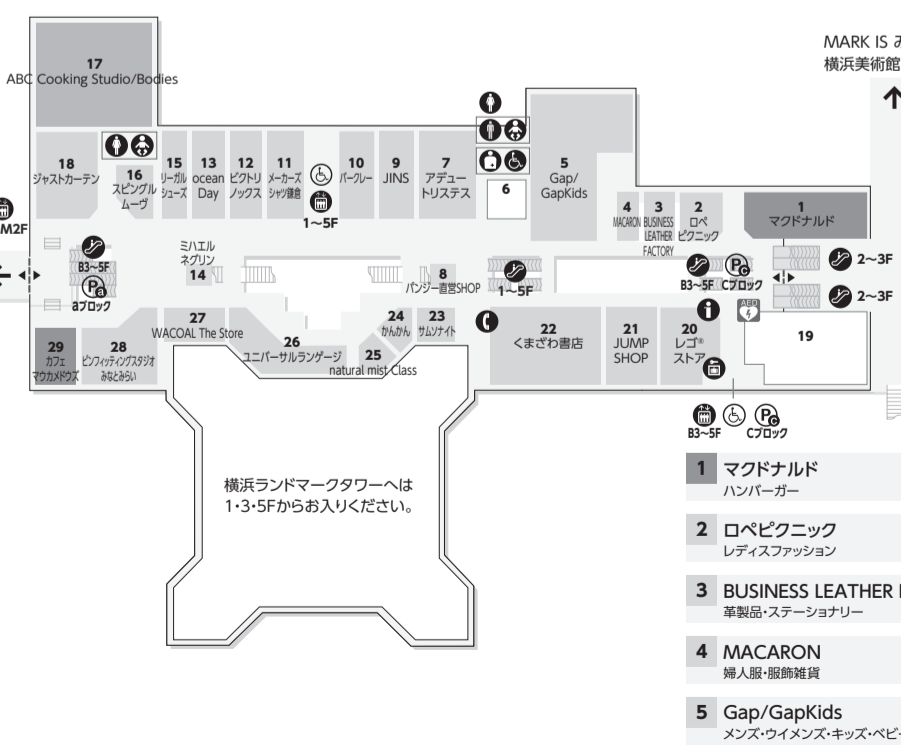 MARK IS
横浜美術館
17
ABC Cooking Studio/Bodies
18
ジャストカーテン
16
スピングル
ムーヴ
15
リーガル
シューズ
13
ocean
Day
12
ビクトリ
ノックス
11
メーカーズ
シャツ鎌倉
1〜5F
10
バークレー
9
JINS
7
アデュー
トリステス
6
5
Gap/
GapKids
4
MACARON
3
BUSINESS
LEATHER
FACTORY
2
ロペ
ピクニック
1
マクドナルド
M2F
B3〜5F
Pa
aブロック
ミハエル
ネグリン
14
8
パンジー直営SHOP
1〜5F
B3〜5F
Pc
Cブロック
2〜3F
2〜3F
AED
29
カフェ
マウカメドウズ
28
ピンフィッティングスタジオ
みなとみらい
27
WACOAL The Store
26
ユニバーサルランゲージ
25
natural mist Class
24
かんかん
23
サムソナイト
22
くまざわ書店
21
JUMP
SHOP
20
レゴ®
ストア
19
B3〜5F
Pc
Cブロック
横浜ランドマークタワーへは
1・3・5Fからお入りください。
1 マクドナルド
ハンバーガー
2 ロペピクニック
レディスファッション
3 BUSINESS LEATHER
革製品・ステーショナリー
4 MACARON
婦人服・服飾雑貨
5 Gap/GapKids
メンズ・ウイメンズ・キッズ・ベビー